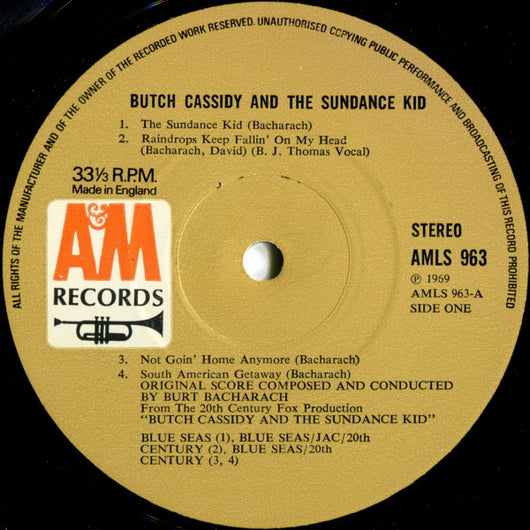 ALL RIGHTS OF THE MANUFACTURER AND OF THE OWNER OF THE RECORDED WORK RESERVED. UNAUTHORISED COPYING PUBLIC PERFORMANCE AND BROADCASTING OF THIS RECORD PROHIBITED
BUTCH CASSIDY AND THE SUNDANCE KID
1. The Sundance Kid (Bacharach)
2. Raindrops Keep Fallin' On My Head
(Bacharach, David) (B. J. Thomas Vocal)
33⅓ R.P.M.
Made in England
A&M
RECORDS
STEREO
AMLS 963
℗ 1969
AMLS 963-A
SIDE ONE
3. Not Goin' Home Anymore (Bacharach)
4. South American Getaway (Bacharach)
ORIGINAL SCORE COMPOSED AND CONDUCTED
BY BURT BACHARACH
From The 20th Century Fox Production
"BUTCH CASSIDY AND THE SUNDANCE KID"
BLUE SEAS (1), BLUE SEAS/JAC/20th
CENTURY (2), BLUE SEAS/20th
CENTURY (3, 4)